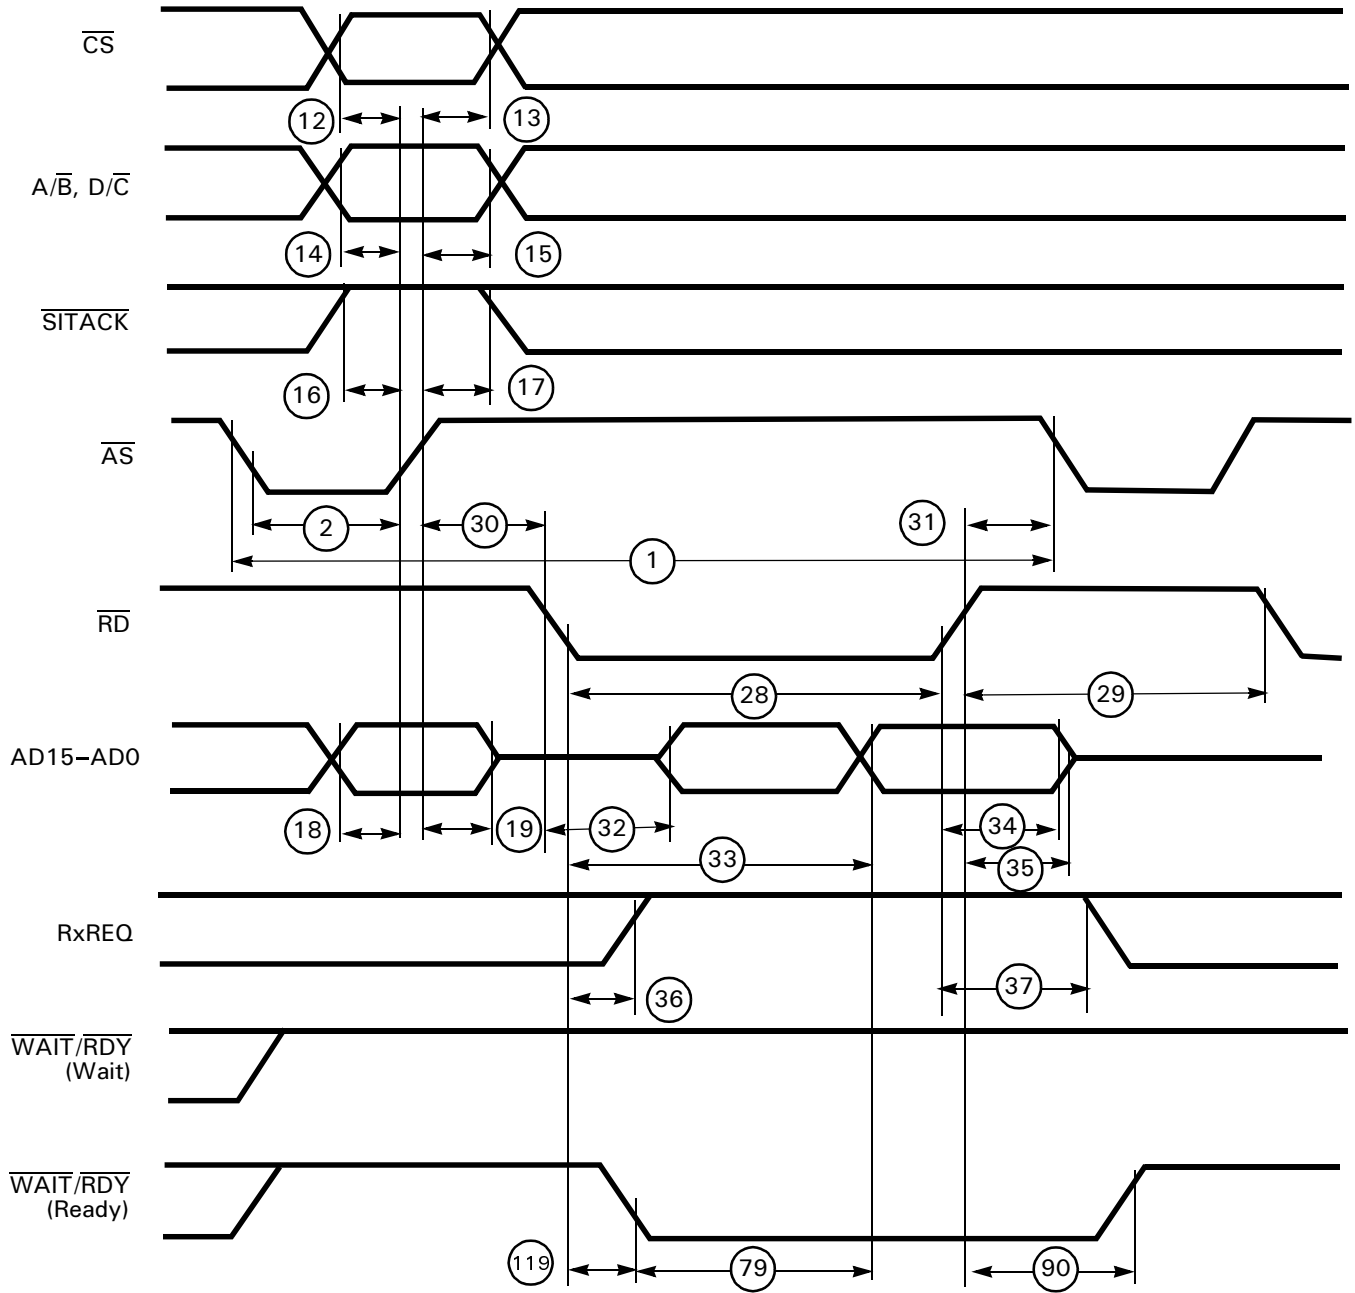 CS
12
13
A/B, D/C
14
15
SITACK
16
17
AS
2
30
31
1
RD
28
29
AD15–AD0
18
19
32
34
33
35
RxREQ
36
37
WAIT/RDY
(Wait)
WAIT/RDY
(Ready)
119
79
90